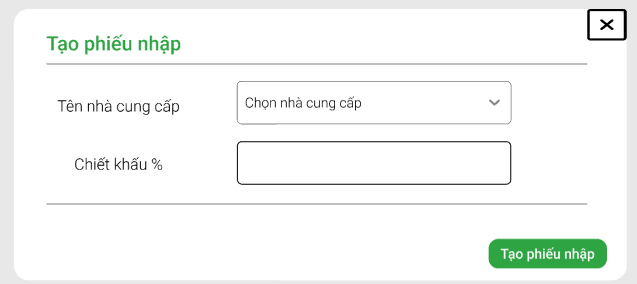 Tạo phiếu nhập
Tên nhà cung cấp
Chọn nhà cung cấp
Chiết khấu %
Tạo phiếu nhập